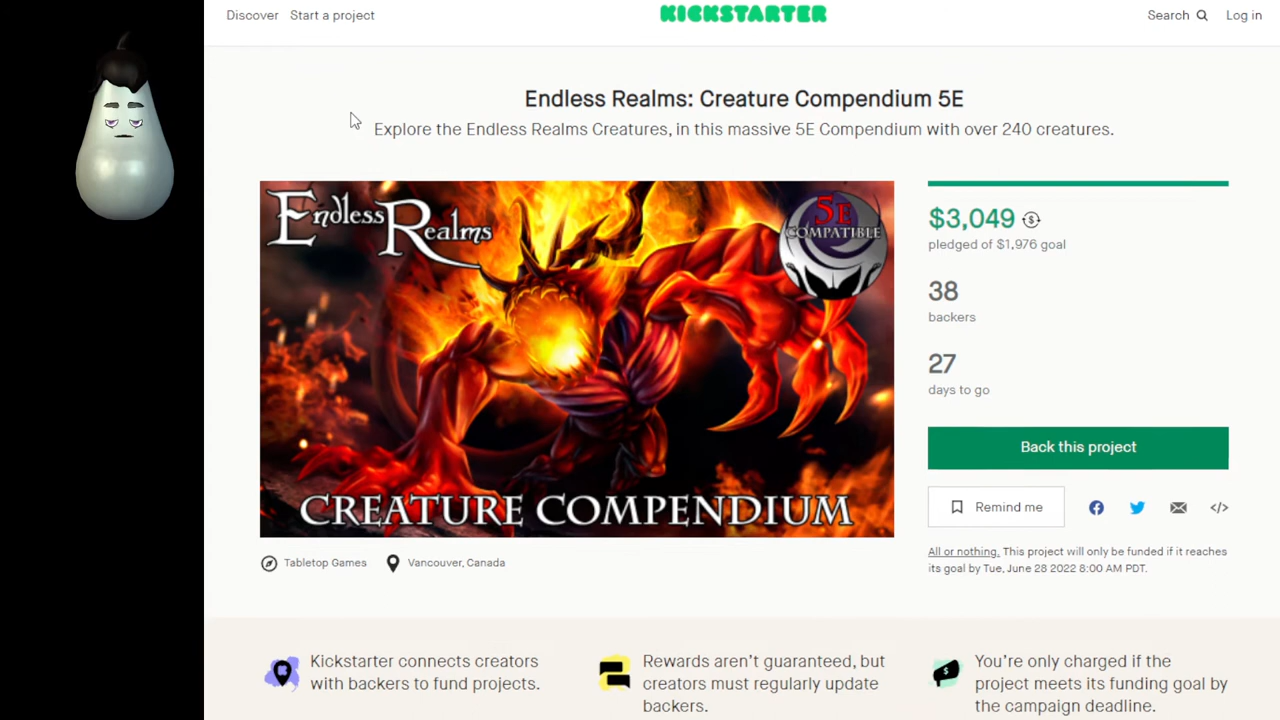 Discover Start a project KICKSTARTER Search Log in
Endless Realms: Creature Compendium 5E
Explore the Endless Realms Creatures, in this massive 5E Compendium with over 240 creatures.
Endless
Realms
5E
COMPATIBLE
CREATURE COMPENDIUM
$3,049
pledged of $1,976 goal
38
backers
27
days to go
Back this project
Remind me
All or nothing. This project will only be funded if it reaches
its goal by Tue, June 28 2022 8:00 AM PDT.
Tabletop Games Vancouver, Canada
Kickstarter connects creators
with backers to fund projects.
Rewards aren't guaranteed, but
creators must regularly update
backers.
You're only charged if the
project meets its funding goal by
the campaign deadline.